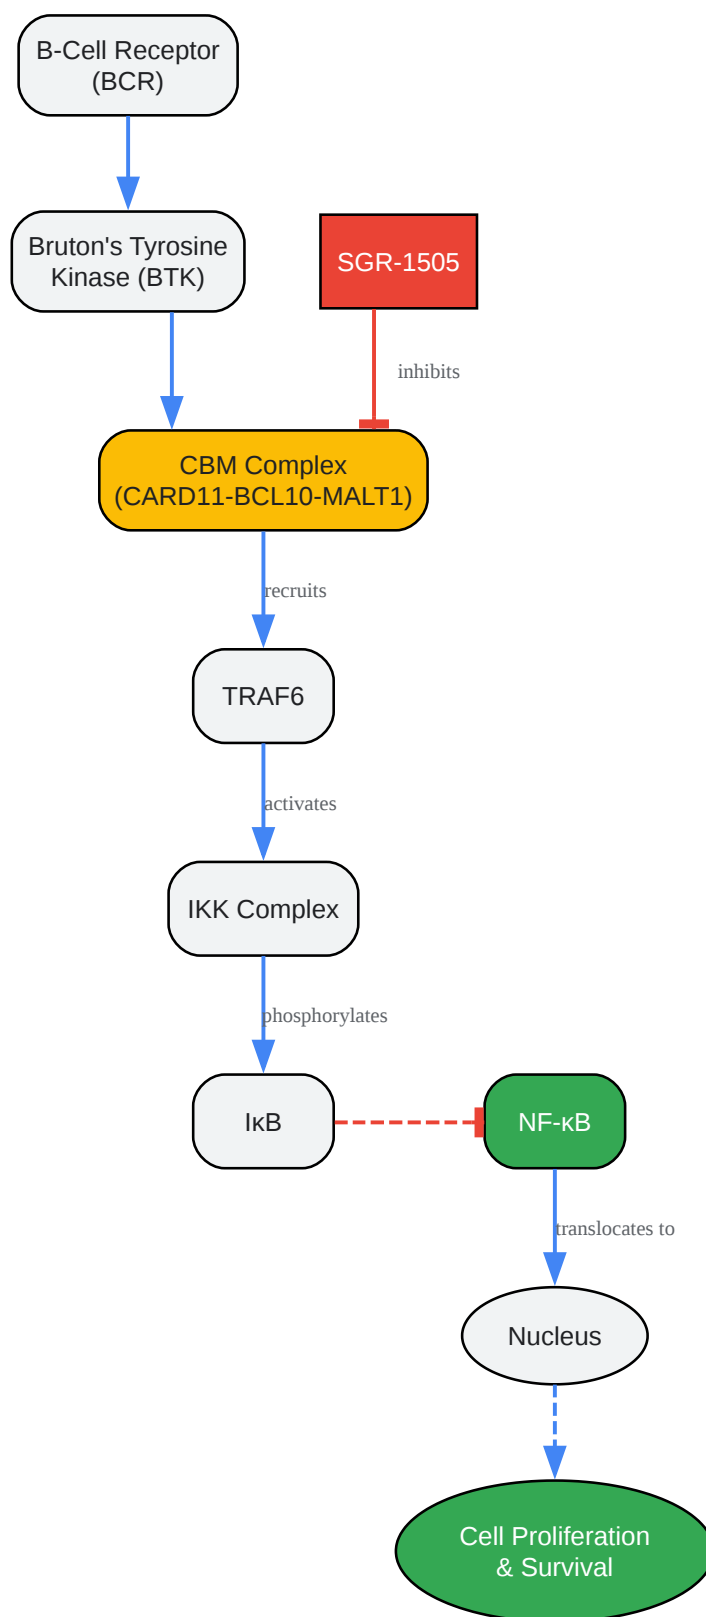 B-Cell Receptor
(BCR)
Bruton's Tyrosine
Kinase (BTK)
SGR-1505
inhibits
CBM Complex
(CARD11-BCL10-MALT1)
recruits
TRAF6
activates
IKK Complex
phosphorylates
IκB
NF-κB
translocates to
Nucleus
Cell Proliferation
& Survival